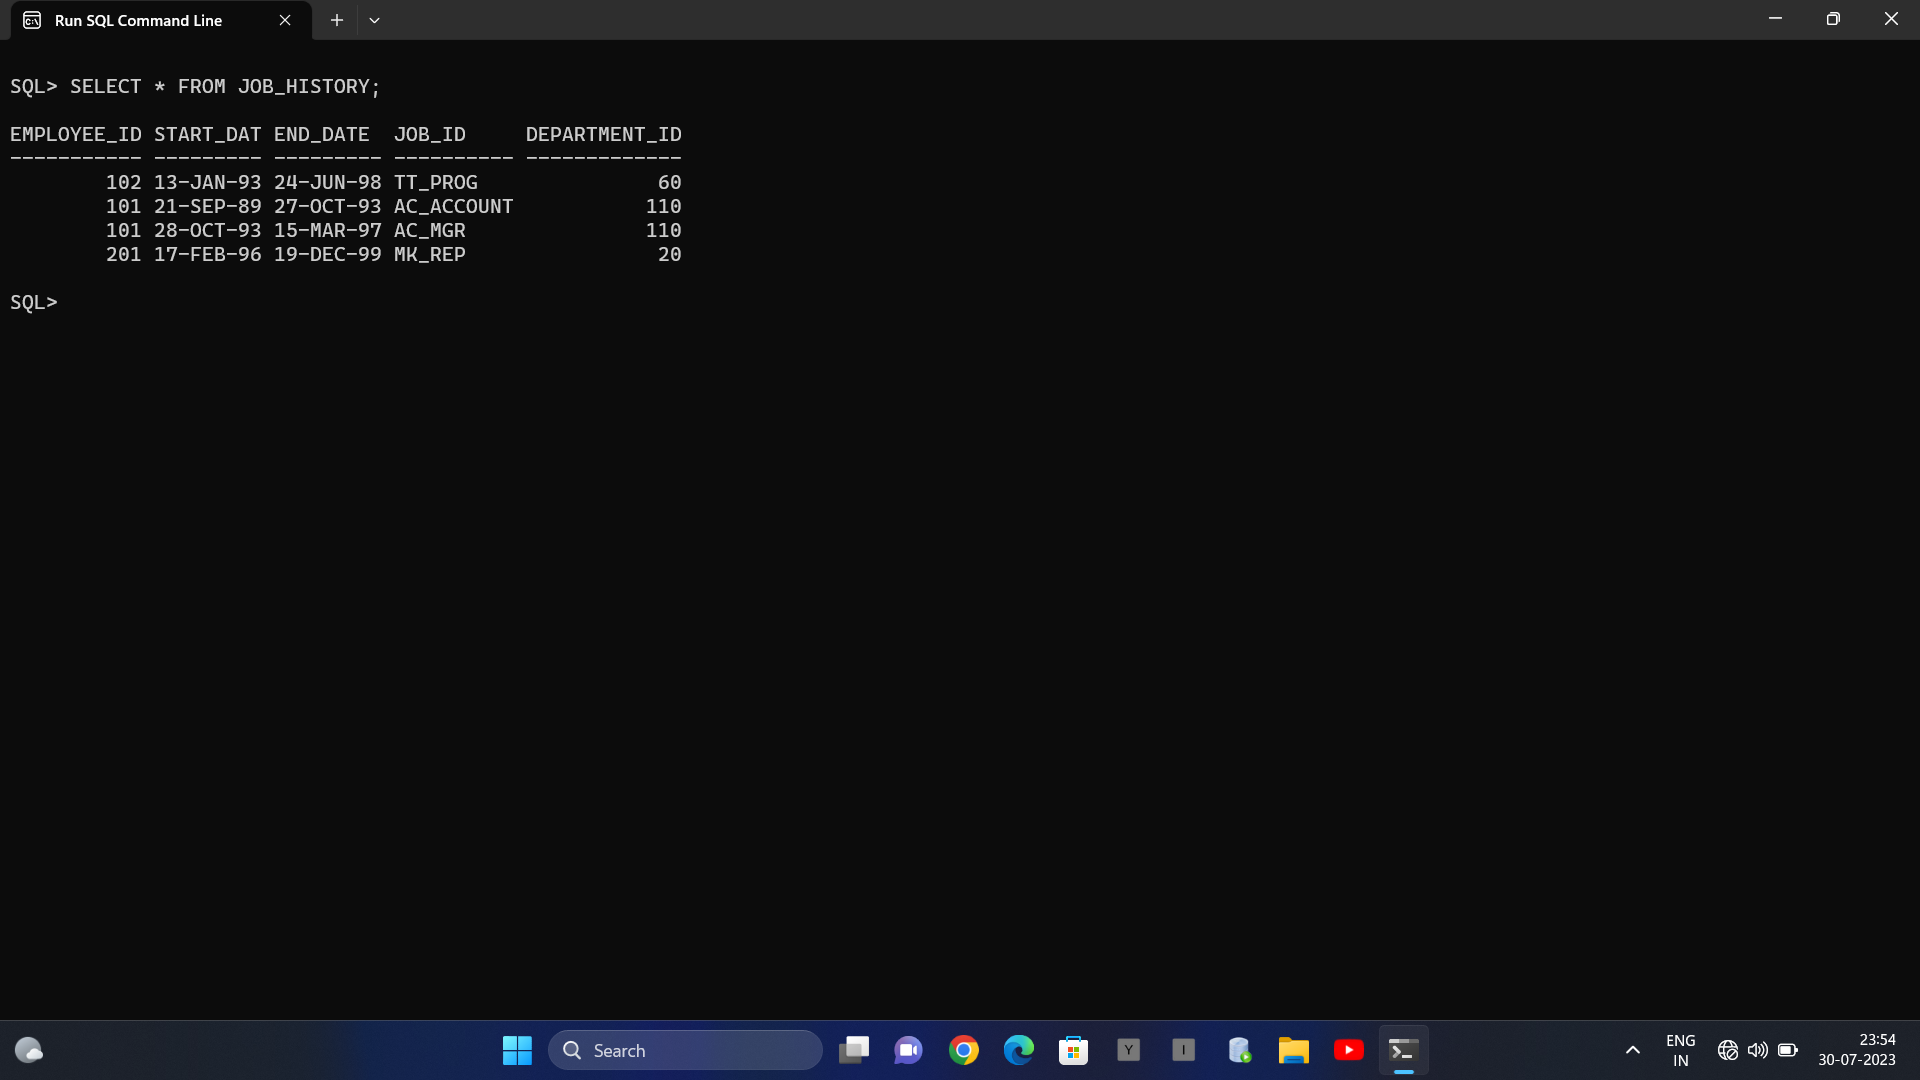 Run SQL Command Line
SQL> SELECT * FROM JOB_HISTORY;
EMPLOYEE_ID START_DAT END_DATE  JOB_ID     DEPARTMENT_ID
----------- --------- --------- ---------- -------------
        102 13-JAN-93 24-JUN-98 TT_PROG               60
        101 21-SEP-89 27-OCT-93 AC_ACCOUNT           110
        101 28-OCT-93 15-MAR-97 AC_MGR               110
        201 17-FEB-96 19-DEC-99 MK_REP                20
SQL>
Search
Y
I
ENG
IN
23:54
30-07-2023